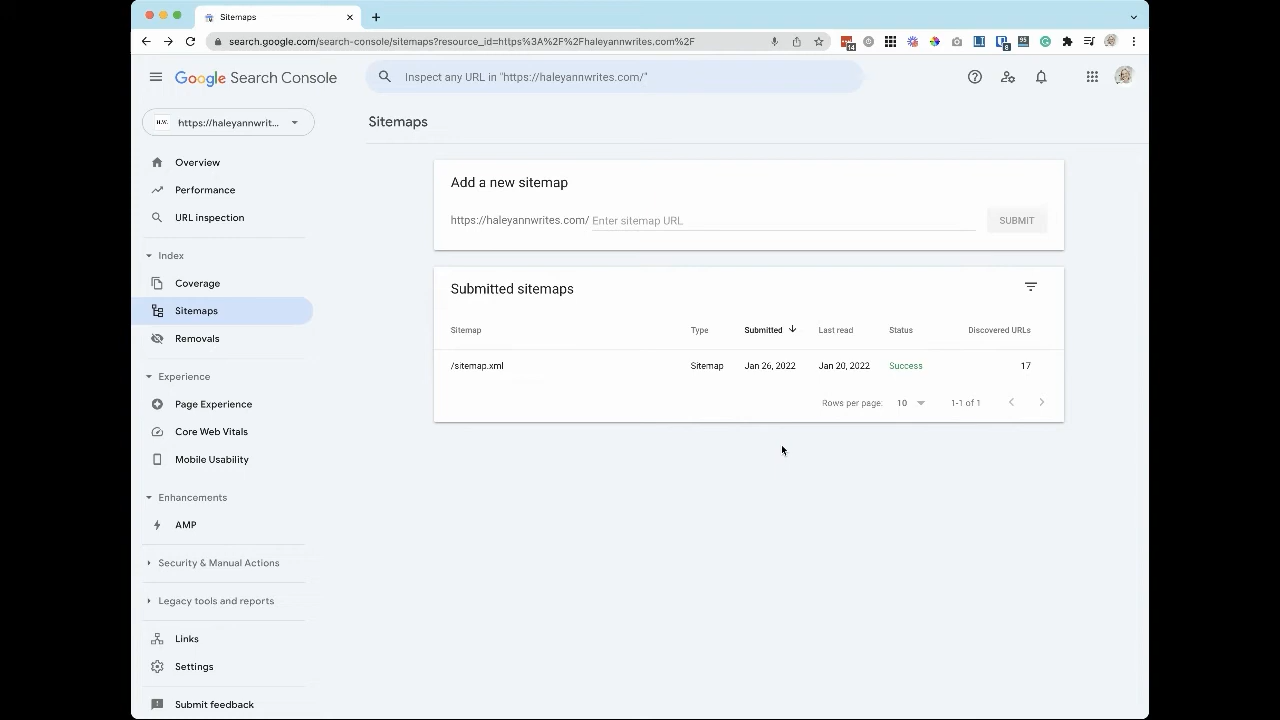 Sitemaps
search.google.com/search-console/sitemaps?resource_id=https%3A%2F%2Fhaleyannwrites.com%2F
14
8
95
Google Search Console
Inspect any URL in "https://haleyannwrites.com/"
H.W.
https://haleyannwrit...
Sitemaps
Overview
Performance
URL inspection
Index
Coverage
Sitemaps
Removals
Experience
Page Experience
Core Web Vitals
Mobile Usability
Enhancements
AMP
Security & Manual Actions
Legacy tools and reports
Links
Settings
Submit feedback
Add a new sitemap
https://haleyannwrites.com/ Enter sitemap URL
SUBMIT
Submitted sitemaps
Sitemap Type Submitted Last read Status Discovered URLs
/sitemap.xml Sitemap Jan 26, 2022 Jan 20, 2022 Success 17
Rows per page: 10 1-1 of 1